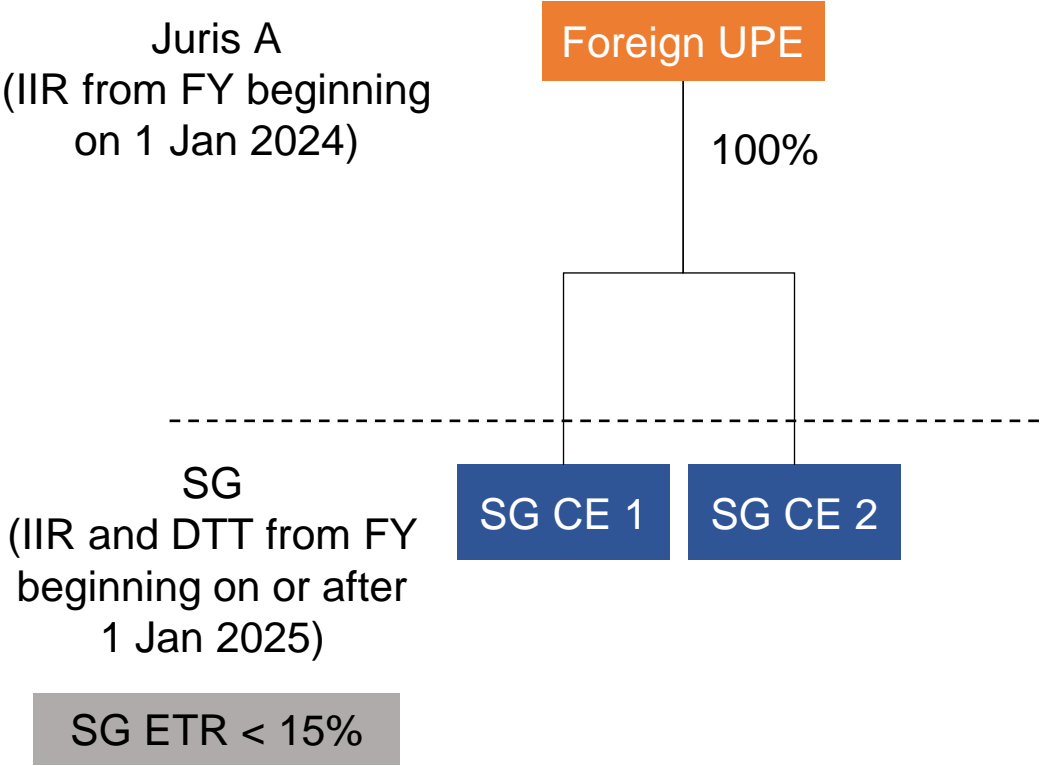 Juris A
(IIR from FY beginning
on 1 Jan 2024)
Foreign UPE
100%
SG
(IIR and DTT from FY
beginning on or after
1 Jan 2025)
SG CE 1
SG CE 2
SG ETR < 15%